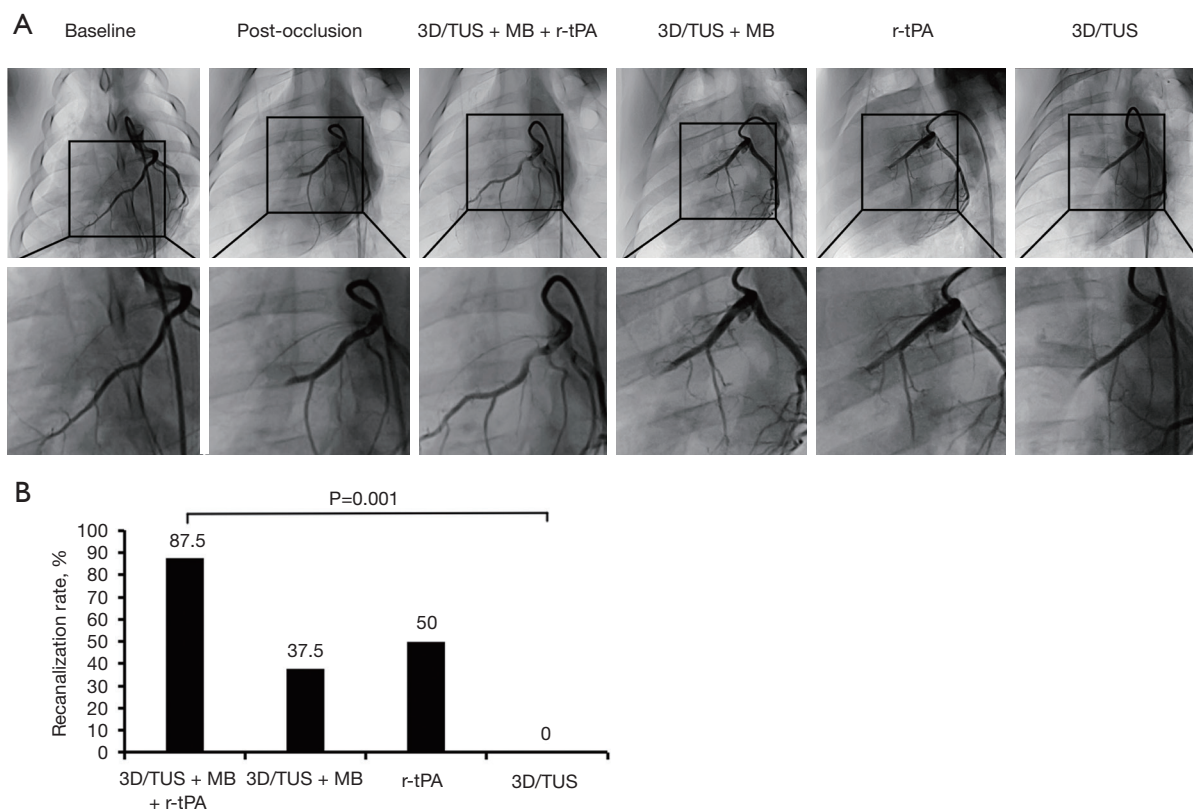 A
Baseline
Post-occlusion
3D/TUS + MB + r-tPA
3D/TUS + MB
r-tPA
3D/TUS
B
P=0.001
Recanalization rate, %
100
90
80
70
60
50
40
30
20
10
0
87.5
37.5
50
0
3D/TUS + MB
+ r-tPA
3D/TUS + MB
r-tPA
3D/TUS